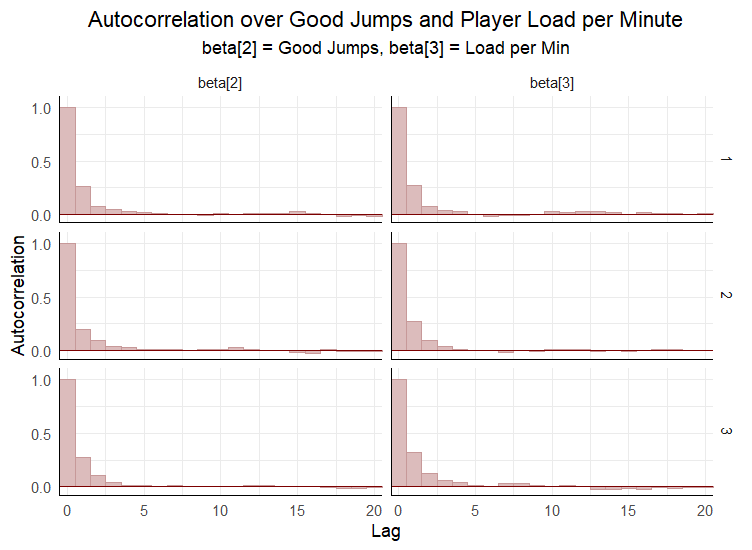 Autocorrelation over Good Jumps and Player Load per Minute
beta[2] = Good Jumps, beta[3] = Load per Min
beta[2]
beta[3]
1.0
0.5
0.0
1
1.0
0.5
0.0
2
1.0
0.5
0.0
3
Autocorrelation
0 5 10 15 20
0 5 10 15 20
Lag